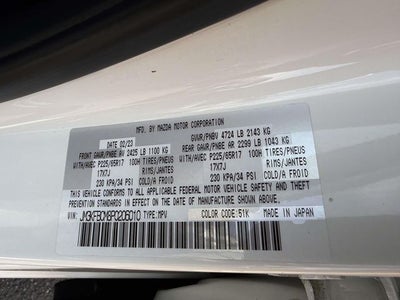 MFD. BY MAZDA MOTOR CORPORATION
DATE 02/23 GVWR/PNBV 4724 LB 2143 KG
FRONT GAWR/PNBE AV 2425 LB 1100 KG REAR GAWR/PNBE AR 2299 LB 1043 KG
WITH/AVEC P225/65R17 100H TIRES/PNEUS WITH/AVEC P225/65R17 100H TIRES/PNEUS
17X7J RIMS/JANTES 17X7J RIMS/JANTES
230 KPA/34 PSI COLD/A FROID 230 KPA/34 PSI COLD/A FROID
THIS VEHICLE CONFORMS TO ALL APPLICABLE FEDERAL MOTOR VEHICLE SAFETY AND THEFT
PREVENTION STANDARDS IN EFFECT ON THE DATE OF MANUFACTURE SHOWN ABOVE.
VIN: TYPE:MPV COLOR CODE:51K MADE IN JAPAN